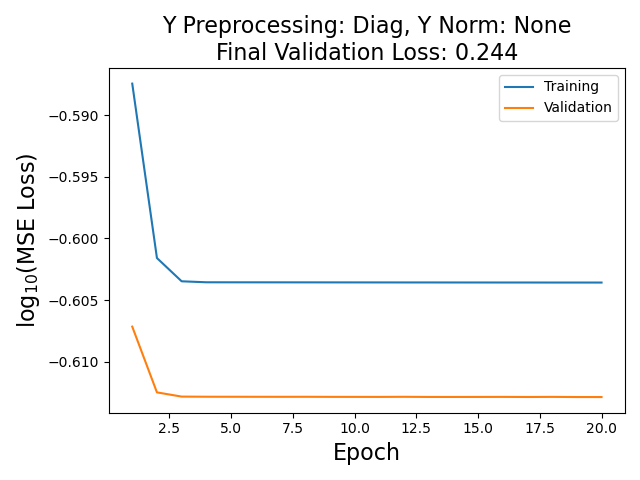 Y Preprocessing: Diag, Y Norm: None
Final Validation Loss: 0.244
log10(MSE Loss)
−0.590
−0.595
−0.600
−0.605
−0.610
Training
Validation
2.5 5.0 7.5 10.0 12.5 15.0 17.5 20.0
Epoch